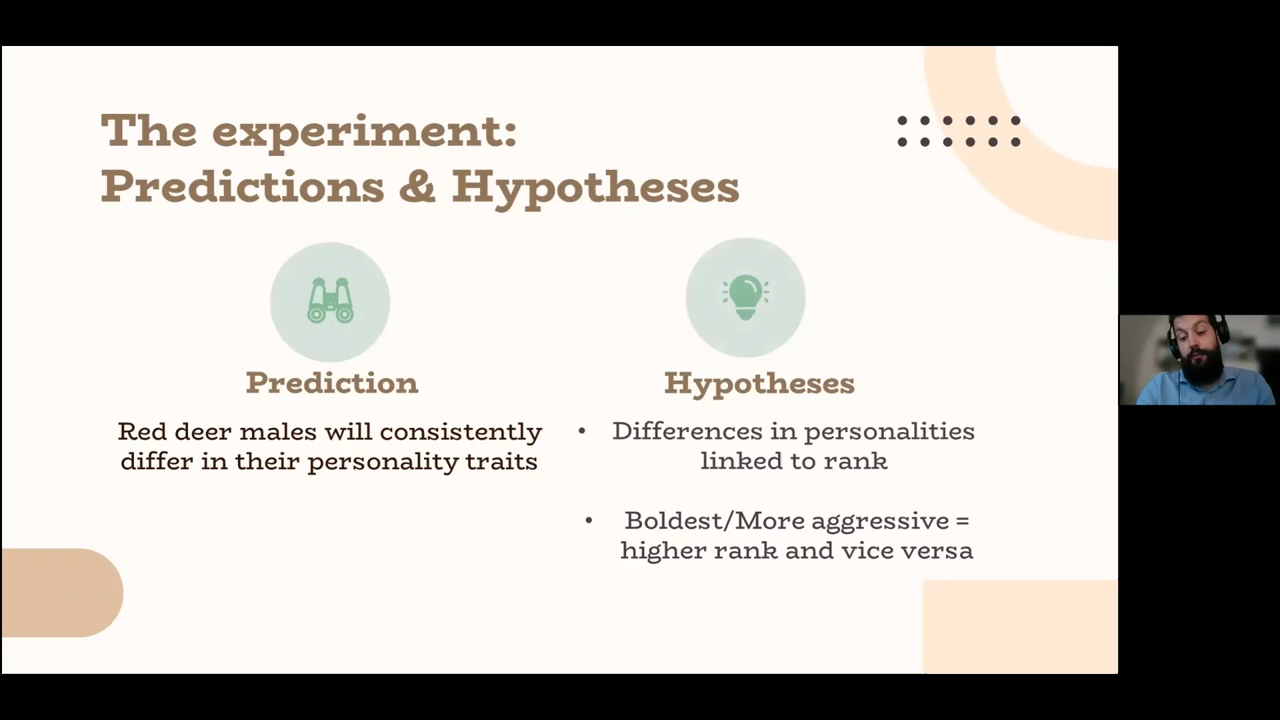 The experiment:
Predictions & Hypotheses
Prediction
Red deer males will consistently
differ in their personality traits
Hypotheses
• Differences in personalities
linked to rank
• Boldest/More aggressive =
higher rank and vice versa